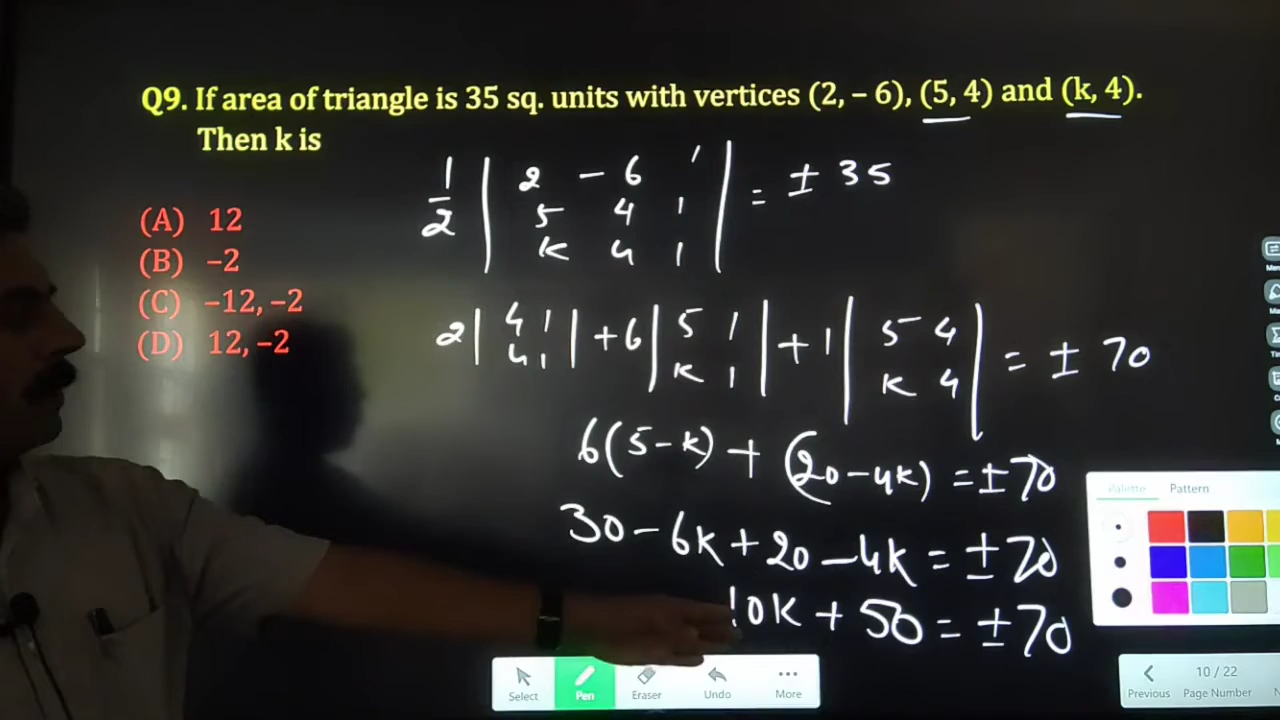 Q9. If area of triangle is 35 sq. units with vertices (2, – 6), (5, 4) and (k, 4).
Then k is
(A) 12
(B) –2
(C) –12, –2
(D) 12, –2
1/2 | 2 – 6 1 | = ± 35
5 4 1
k 4 1
2 | 4 1 | + 6 | 5 1 | + 1 | 5 4 | = ± 70
4 1 k 1 k 4
6(5 – k) + (20 – 4k) = ± 70
30 – 6k + 20 – 4k = ± 70
10k + 50 = ± 70
Palette Pattern
Select Pen Eraser Undo More
10 / 22
Previous Page Number